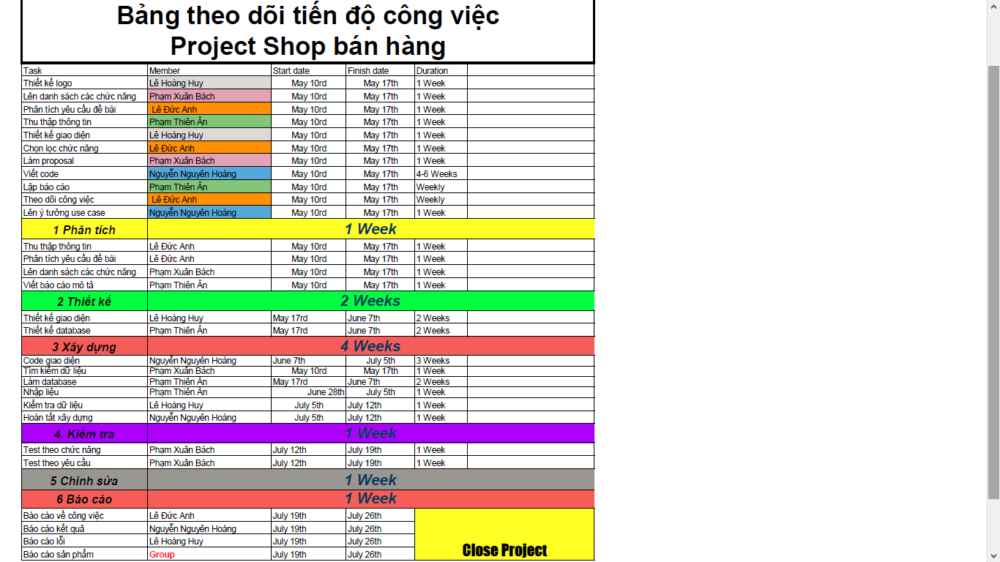 Bảng theo dõi tiến độ công việc
Project Shop bán hàng
Task Member Start date Finish date Duration
Thiết kế logo Lê Hoàng Huy May 10rd May 17th 1 Week
Lên danh sách các chức năng Phạm Xuân Bách May 10rd May 17th 1 Week
Phân tích yêu cầu đề bài Lê Đức Anh May 10rd May 17th 1 Week
Thu thập thông tin Phạm Thiên Ân May 10rd May 17th 1 Week
Thiết kế giao diện Lê Hoàng Huy May 10rd May 17th 1 Week
Chọn lọc chức năng Lê Đức Anh May 10rd May 17th 1 Week
Làm proposal Phạm Xuân Bách May 10rd May 17th 1 Week
Viết code Nguyễn Nguyên Hoàng May 10rd May 17th 4-6 Weeks
Lập báo cáo Phạm Thiên Ân May 10rd May 17th Weekly
Theo dõi công việc Lê Đức Anh May 10rd May 17th Weekly
Lên ý tưởng use case Nguyễn Nguyên Hoàng May 10rd May 17th 1 Week
1 Phân tích 1 Week
Thu thập thông tin Lê Đức Anh May 10rd May 17th 1 Week
Phân tích yêu cầu đề bài Lê Đức Anh May 10rd May 17th 1 Week
Lên danh sách các chức năng Phạm Xuân Bách May 10rd May 17th 1 Week
Viết báo cáo mô tả Phạm Thiên Ân May 10rd May 17th 1 Week
2 Thiết kế 2 Weeks
Thiết kế giao diện Lê Hoàng Huy May 17rd June 7th 2 Weeks
Thiết kế database Phạm Thiên Ân May 17rd June 7th 2 Weeks
3 Xây dựng 4 Weeks
Code giao diện Nguyễn Nguyên Hoàng June 7th July 5th 3 Weeks
Tìm kiếm dữ liệu Phạm Xuân Bách May 10rd May 17th 1 Week
Làm database Phạm Thiên Ân May 17rd June 7th 2 Weeks
Nhập liệu Phạm Thiên Ân June 28th July 5th 1 Week
Kiểm tra dữ liệu Lê Hoàng Huy July 5th July 12th 1 Week
Hoàn tất xây dựng Nguyễn Nguyên Hoàng July 5th July 12th 1 Week
4. Kiểm tra 1 Week
Test theo chức năng Phạm Xuân Bách July 12th July 19th 1 Week
Test theo yêu cầu Phạm Xuân Bách July 12th July 19th 1 Week
5 Chỉnh sửa 1 Week
6 Báo cáo 1 Week
Báo cáo về công việc Lê Đức Anh July 19th July 26th
Báo cáo kết quả Nguyễn Nguyên Hoàng July 19th July 26th
Báo cáo lỗi Lê Hoàng Huy July 19th July 26th
Báo cáo sản phẩm Group July 19th July 26th
Close Project